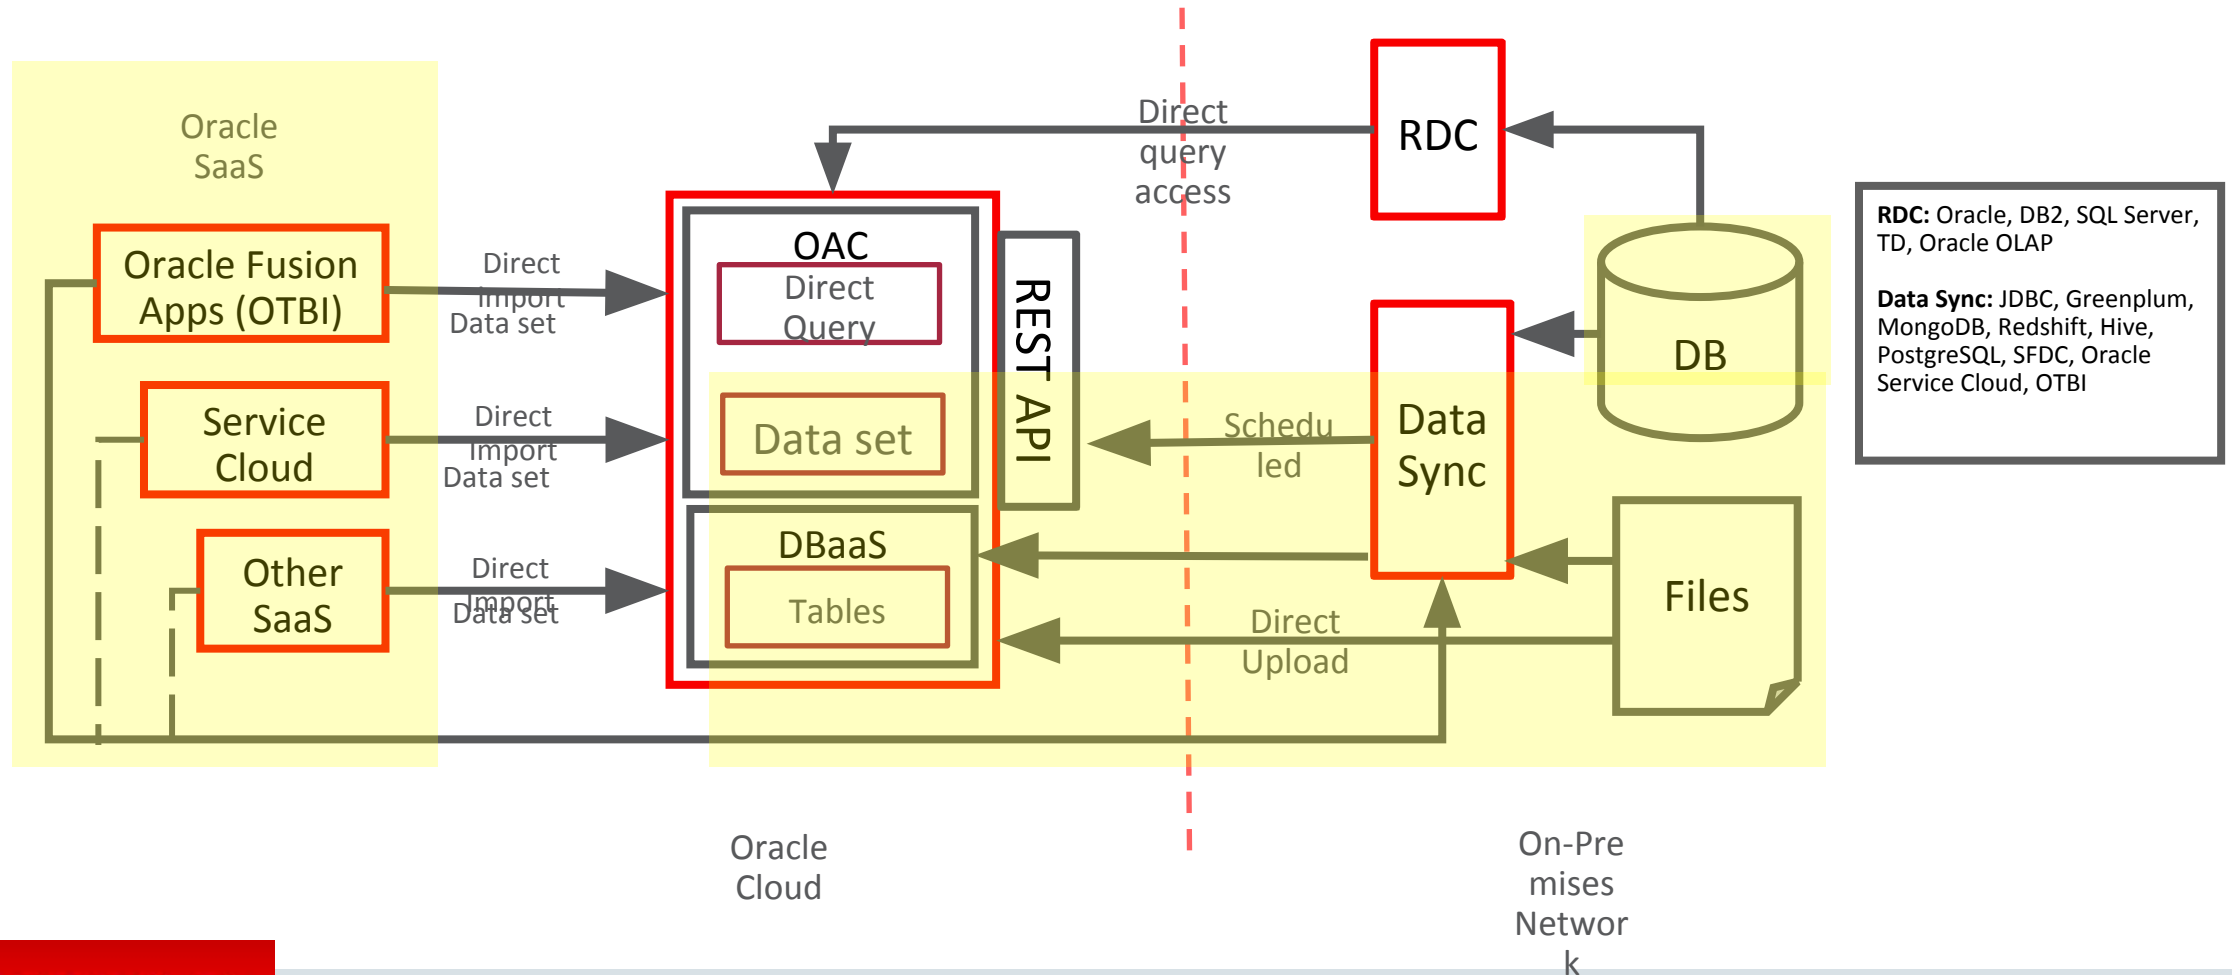 Oracle
SaaS
Oracle Fusion
Apps (OTBI)
Service
Cloud
Other
SaaS
Direct
Import
Data set
Direct
Import
Data set
Direct
Import
Data set
OAC
Direct
Query
Data set
DBaaS
Tables
REST API
Direct
query
access
Schedu
led
Direct
Upload
RDC
Data
Sync
DB
Files
RDC: Oracle, DB2, SQL Server,
TD, Oracle OLAP
Data Sync: JDBC, Greenplum,
MongoDB, Redshift, Hive,
PostgreSQL, SFDC, Oracle
Service Cloud, OTBI
Oracle
Cloud
On-Pre
mises
Networ
k